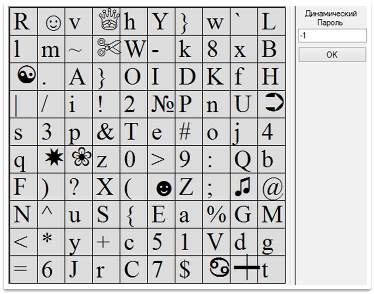 R ☺ v ♕ h Y } w ` L
l m ~ ✄ W - k 8 x B
☯ . A } O I D K f H
| / i ! 2 № P n U ➲
s 3 p & T e # o j 4
q ✸ ❀ z 0 > 9 : Q b
F ) ? X ( ☻ Z ; ♫ @
N ^ u S { E a % G M
< * y + c 5 1 V d g
= 6 J r C 7 $ ♋ t
Динамический
Пароль
-1
OK